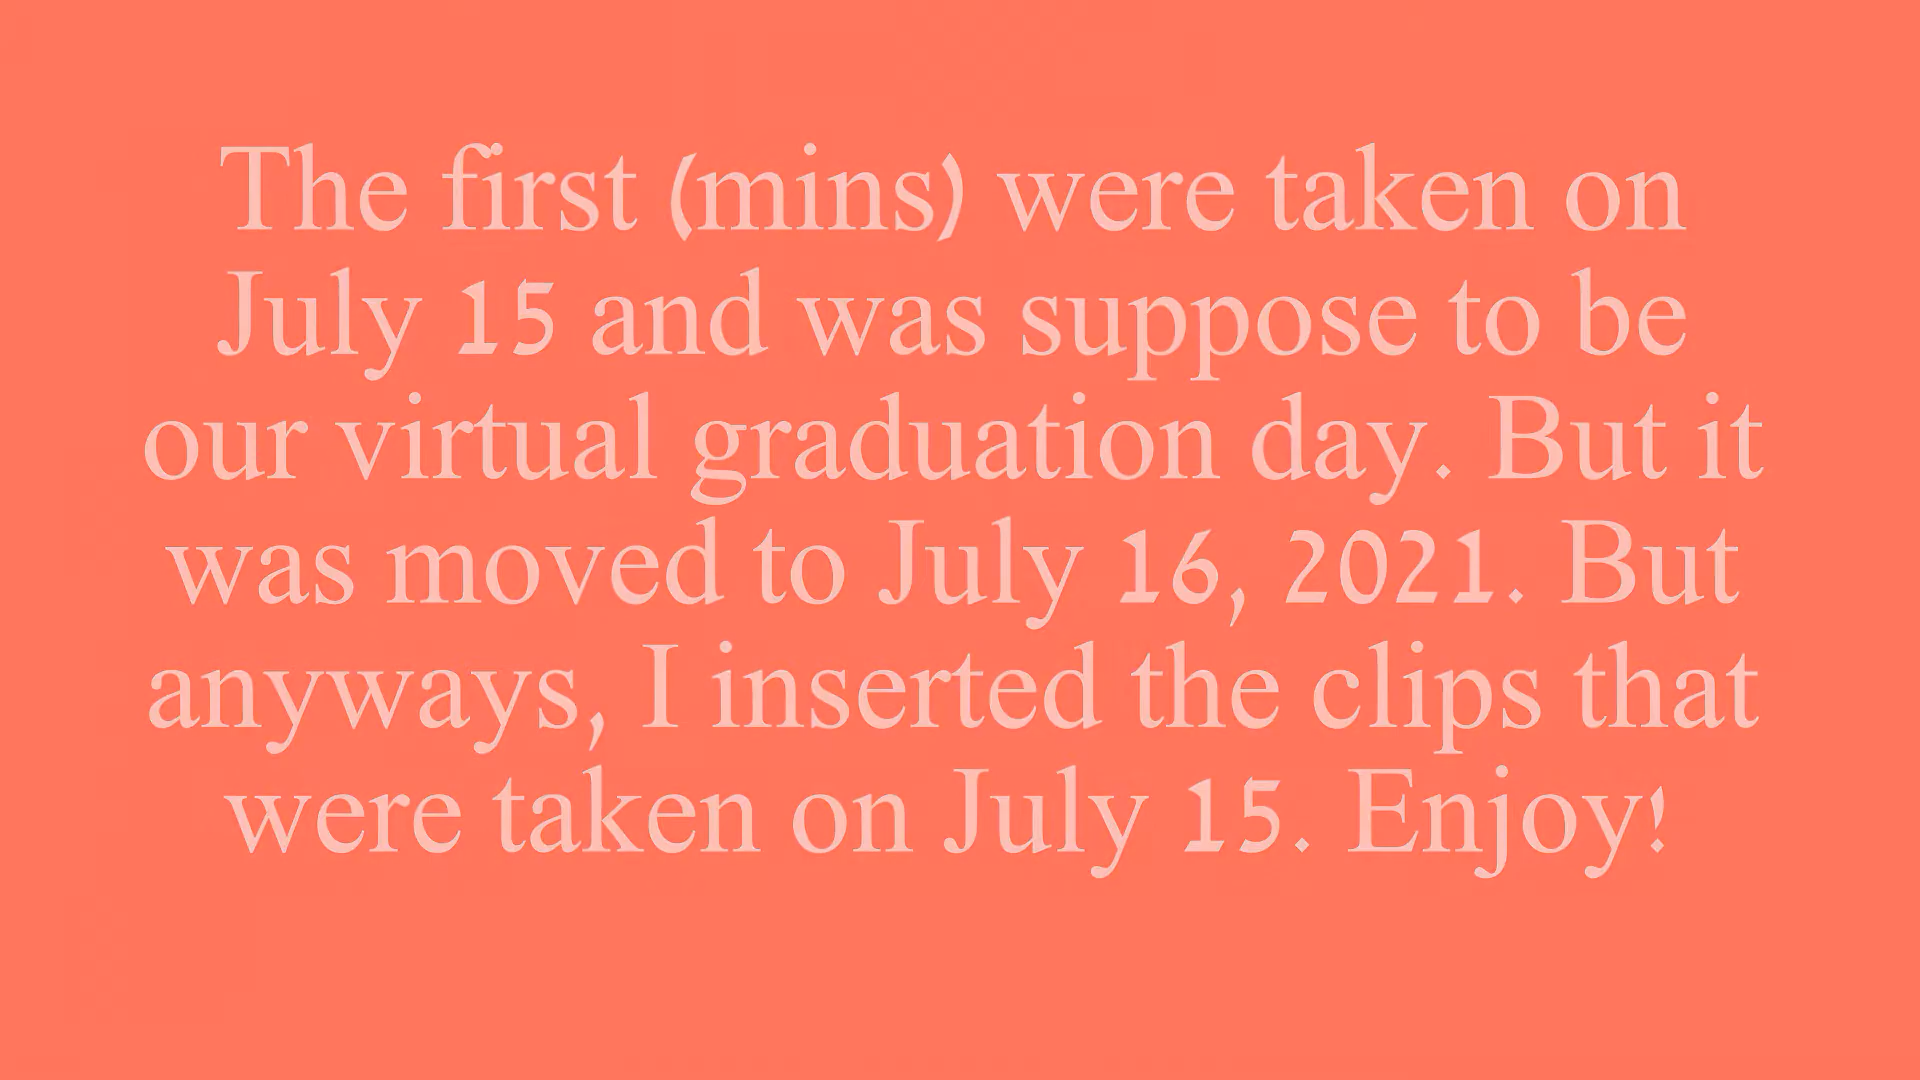 The first (mins) were taken on
July 15 and was suppose to be
our virtual graduation day. But it
was moved to July 16, 2021. But
anyways, I inserted the clips that
were taken on July 15. Enjoy!